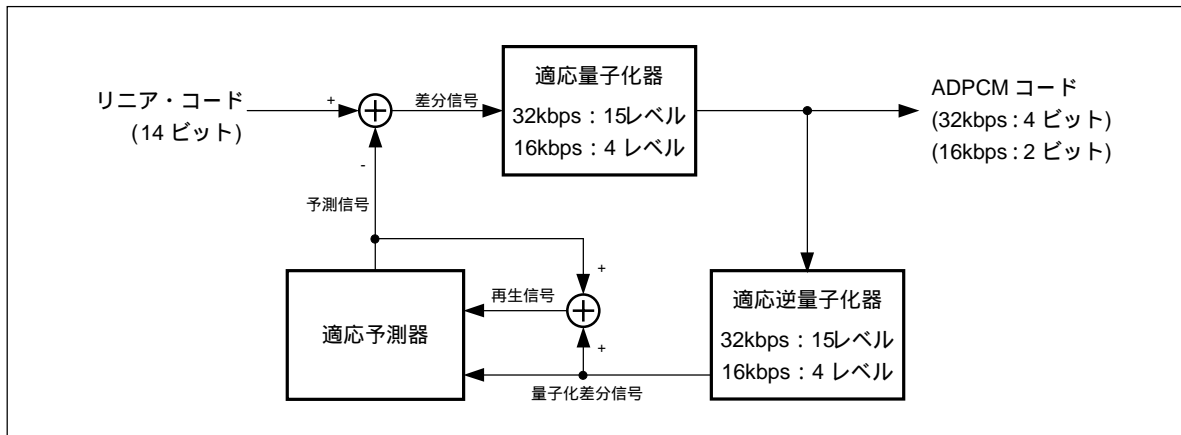 適応量子化器
32kbps : 15レベル
16kbps : 4 レベル
リニア・コード
(14 ビット)
+
差分信号
ADPCM コード
(32kbps : 4 ビット)
(16kbps : 2 ビット)
-
予測信号
+
再生信号
適応予測器
+
量子化差分信号
適応逆量子化器
32kbps : 15レベル
16kbps : 4 レベル